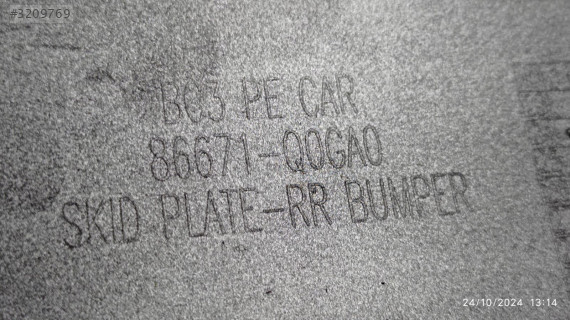 #3209769
BC3 PE CAR
86671-Q0GA0
SKID PLATE-RR BUMPER
24/10/2024 13:14